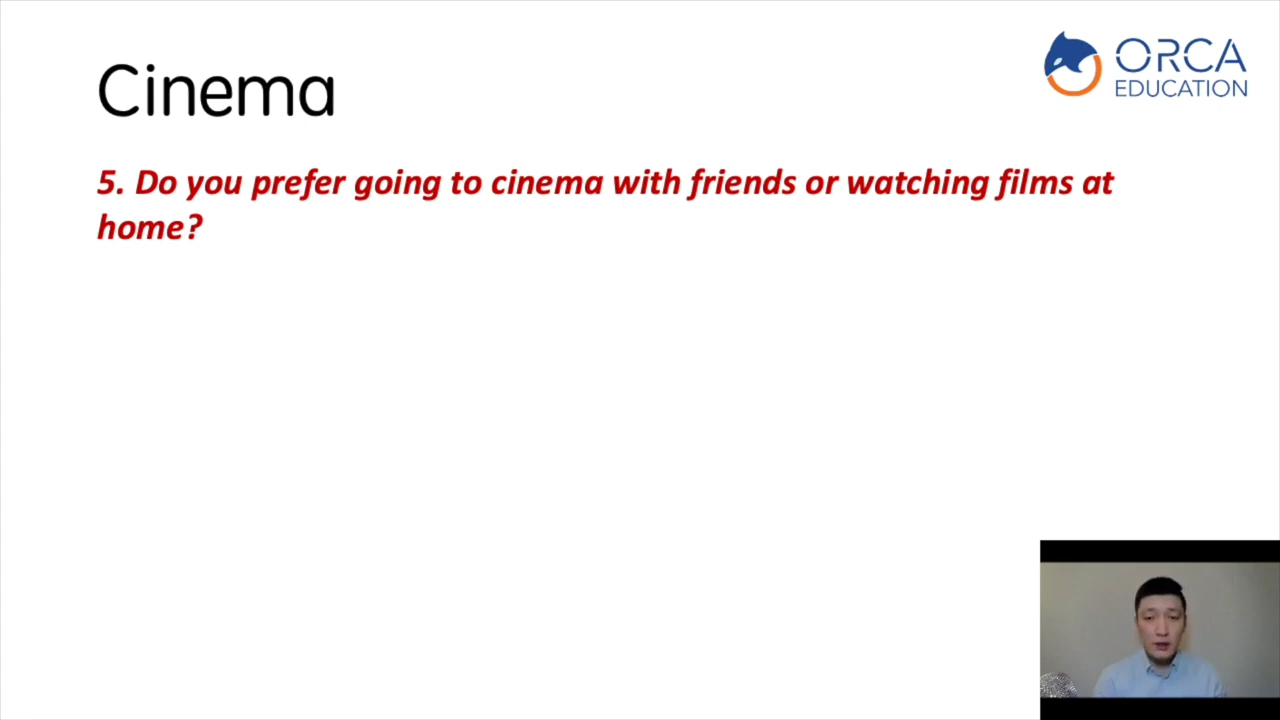 Cinema
ORCA
EDUCATION
5. Do you prefer going to cinema with friends or watching films at
home?